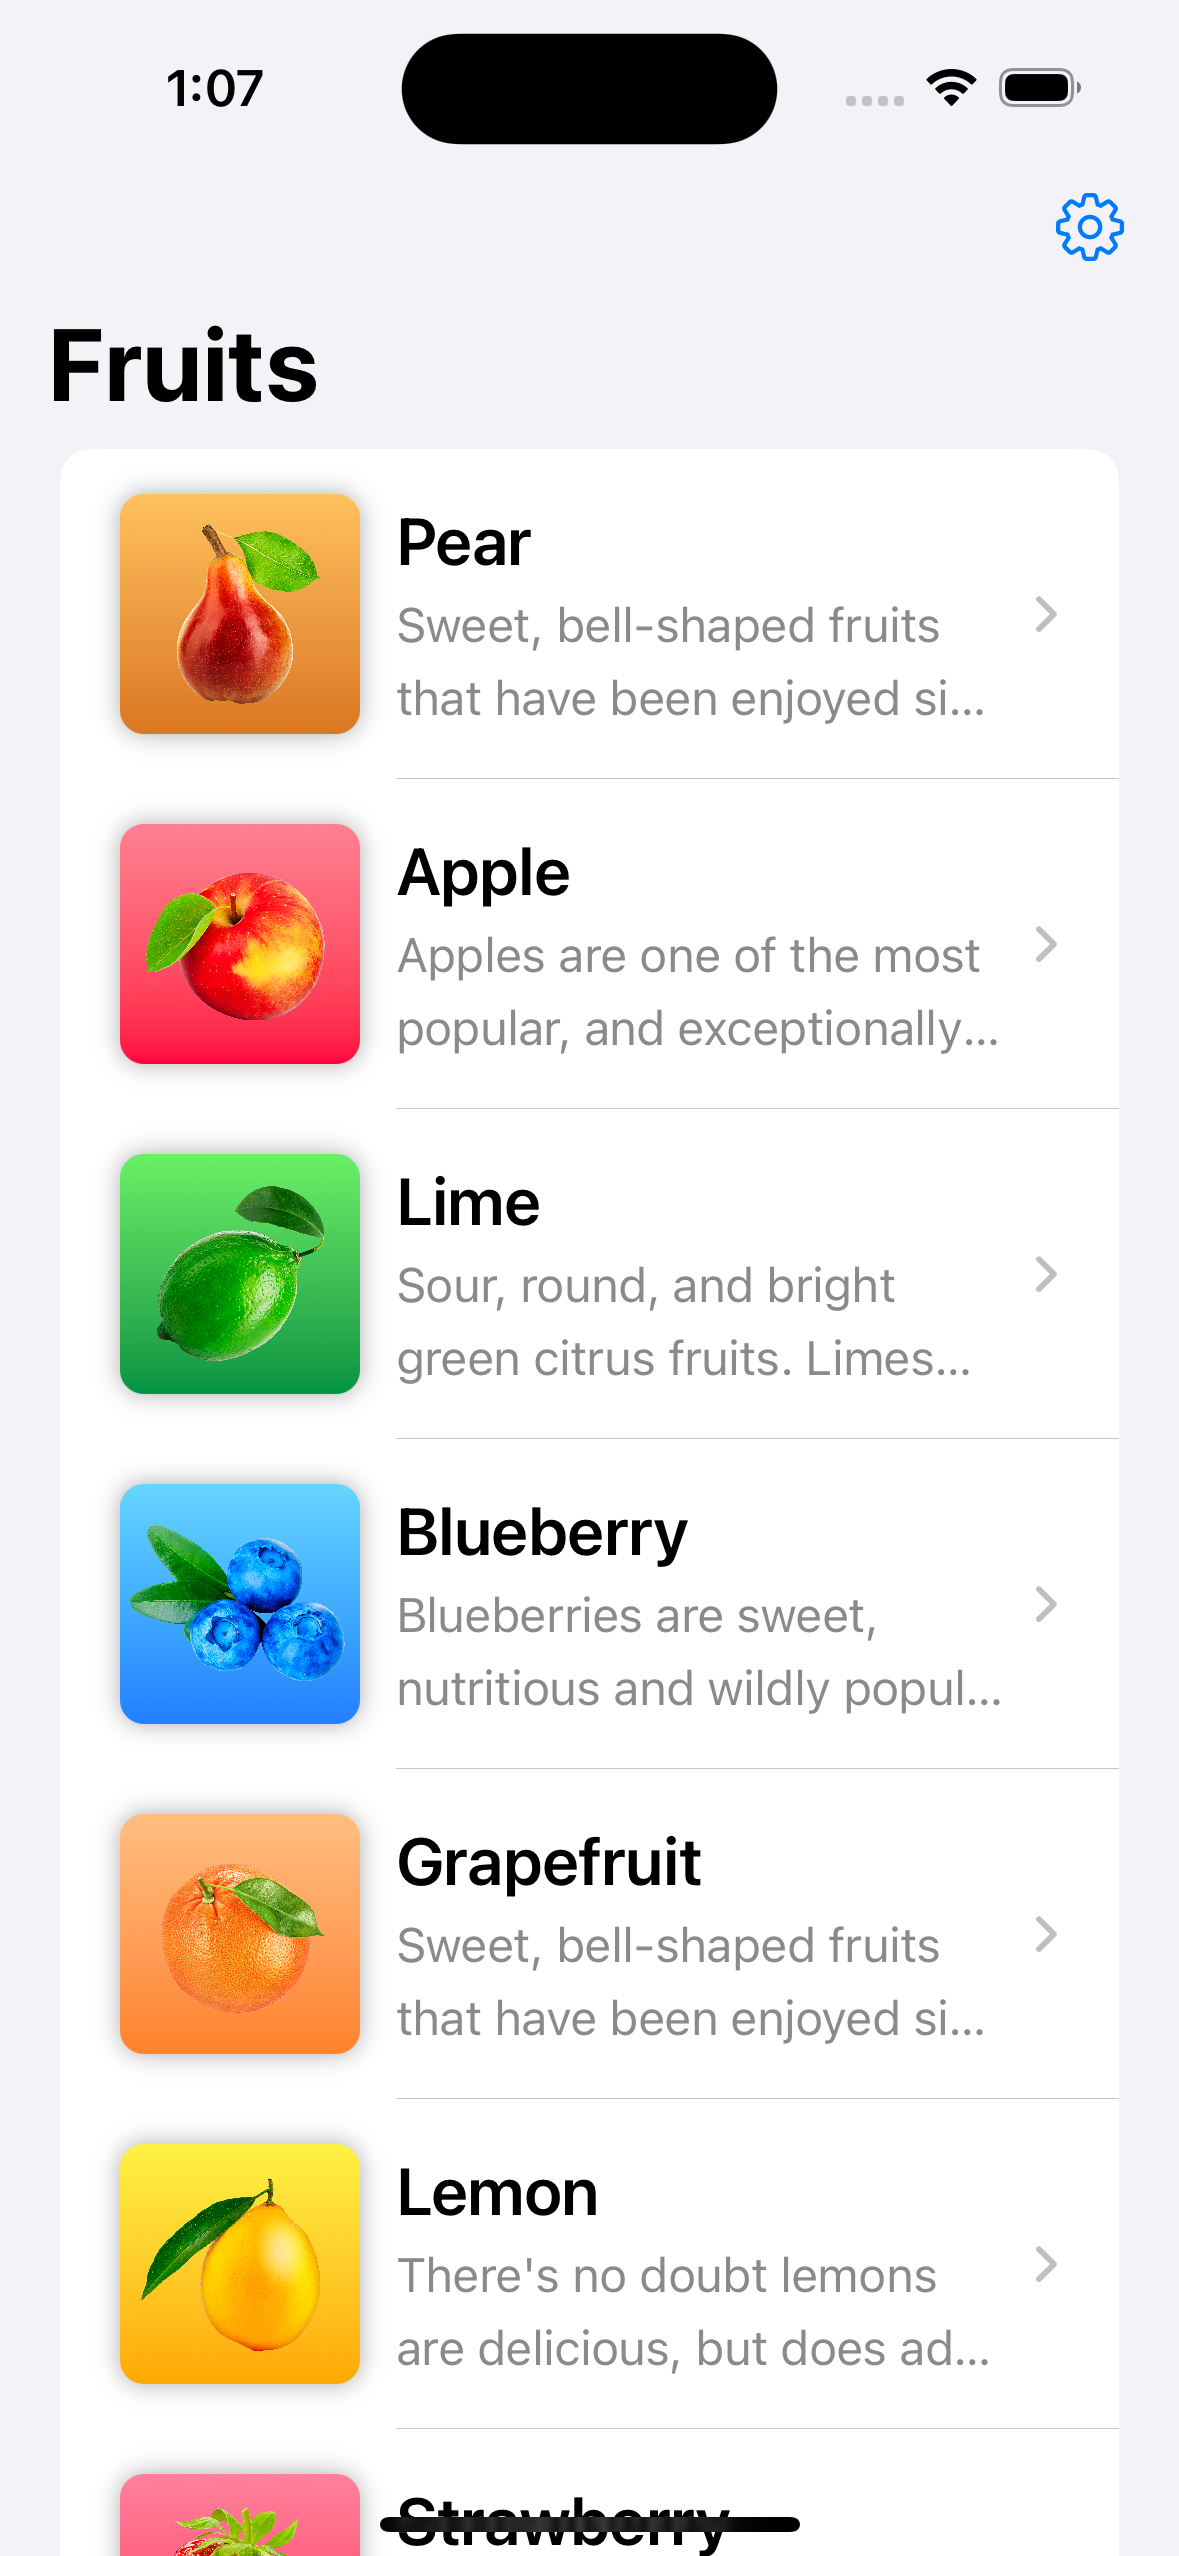 1:07
Fruits
Pear
Sweet, bell-shaped fruits
that have been enjoyed si...
Apple
Apples are one of the most
popular, and exceptionally...
Lime
Sour, round, and bright
green citrus fruits. Limes...
Blueberry
Blueberries are sweet,
nutritious and wildly popul...
Grapefruit
Sweet, bell-shaped fruits
that have been enjoyed si...
Lemon
There's no doubt lemons
are delicious, but does ad...
Strawberry